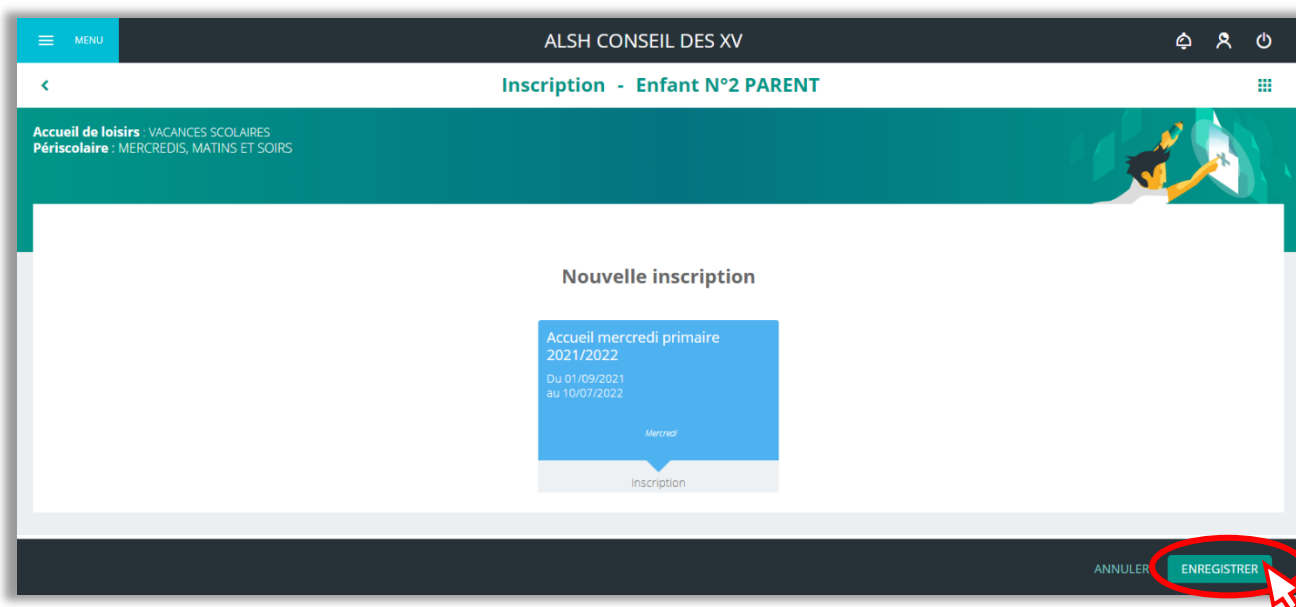 MENU
ALSH CONSEIL DES XV
Inscription - Enfant N°2 PARENT
Accueil de loisirs : VACANCES SCOLAIRES
Périscolaire : MERCREDIS, MATINS ET SOIRS
Nouvelle inscription
Accueil mercredi primaire
2021/2022
Du 01/09/2021
au 10/07/2022
Mercredi
Inscription
ANNULER
ENREGISTRER